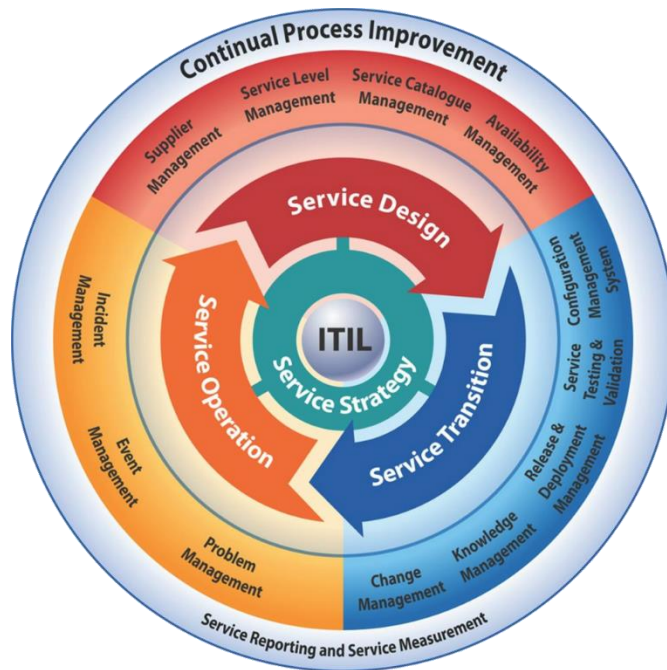 Continual Process Improvement
Supplier
Management
Service Level
Management
Service Catalogue
Management
Availability
Management
Configuration
Management
System
Service
Testing &
Validation
Release &
Deployment
Management
Knowledge
Management
Change
Management
Problem
Management
Event
Management
Incident
Management
Service Design
Service Transition
Service Operation
Service Strategy
ITIL
Service Reporting and Service Measurement